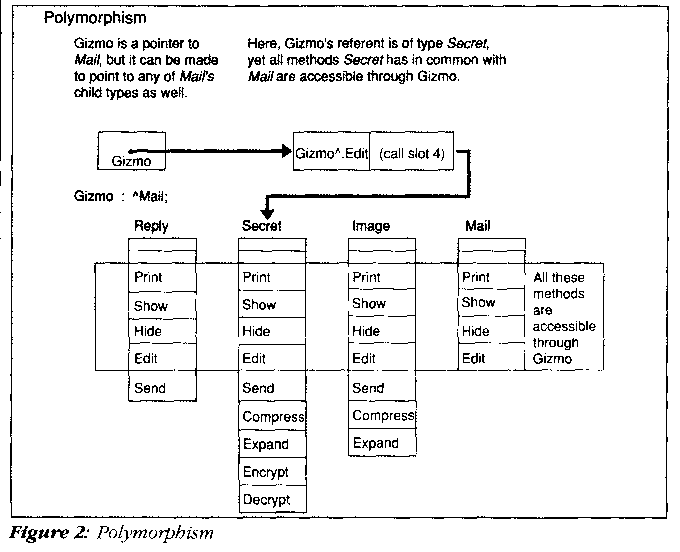 Polymorphism
Gizmo is a pointer to
Mail, but it can be made
to point to any of Mail's
child types as well.
Here, Gizmo's referent is of type Secret,
yet all methods Secret has in common with
Mail are accessible through Gizmo.
Gizmo
Gizmo^.Edit (call slot 4)
Gizmo : ^Mail;
Reply Secret Image Mail
Print Print Print Print
Show Show Show Show
Hide Hide Hide Hide
Edit Edit Edit Edit
All these
methods
are
accessible
through
Gizmo
Send Send Send
Compress Compress
Expand Expand
Encrypt
Decrypt
Figure 2: Polymorphism